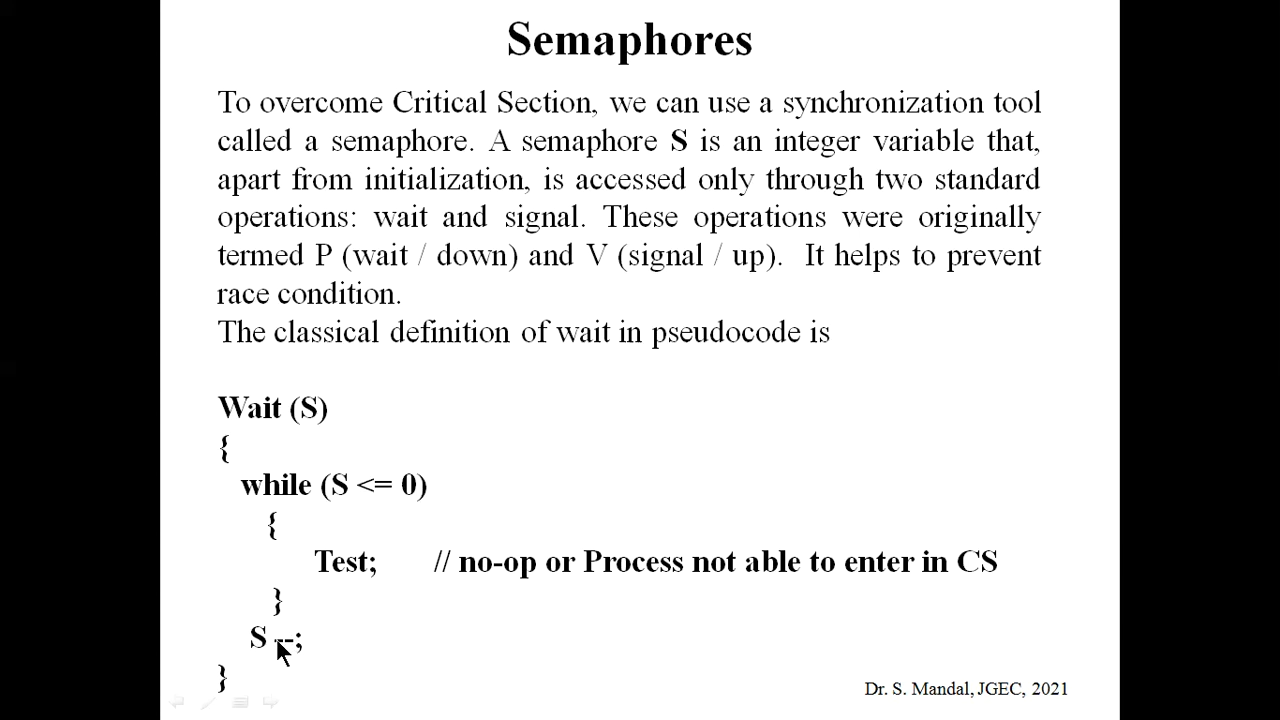 Semaphores
To overcome Critical Section, we can use a synchronization tool
called a semaphore. A semaphore S is an integer variable that,
apart from initialization, is accessed only through two standard
operations: wait and signal. These operations were originally
termed P (wait / down) and V (signal / up). It helps to prevent
race condition.
The classical definition of wait in pseudocode is
Wait (S)
{
while (S <= 0)
{
Test; // no-op or Process not able to enter in CS
}
S --;
}
Dr. S. Mandal, JGEC, 2021